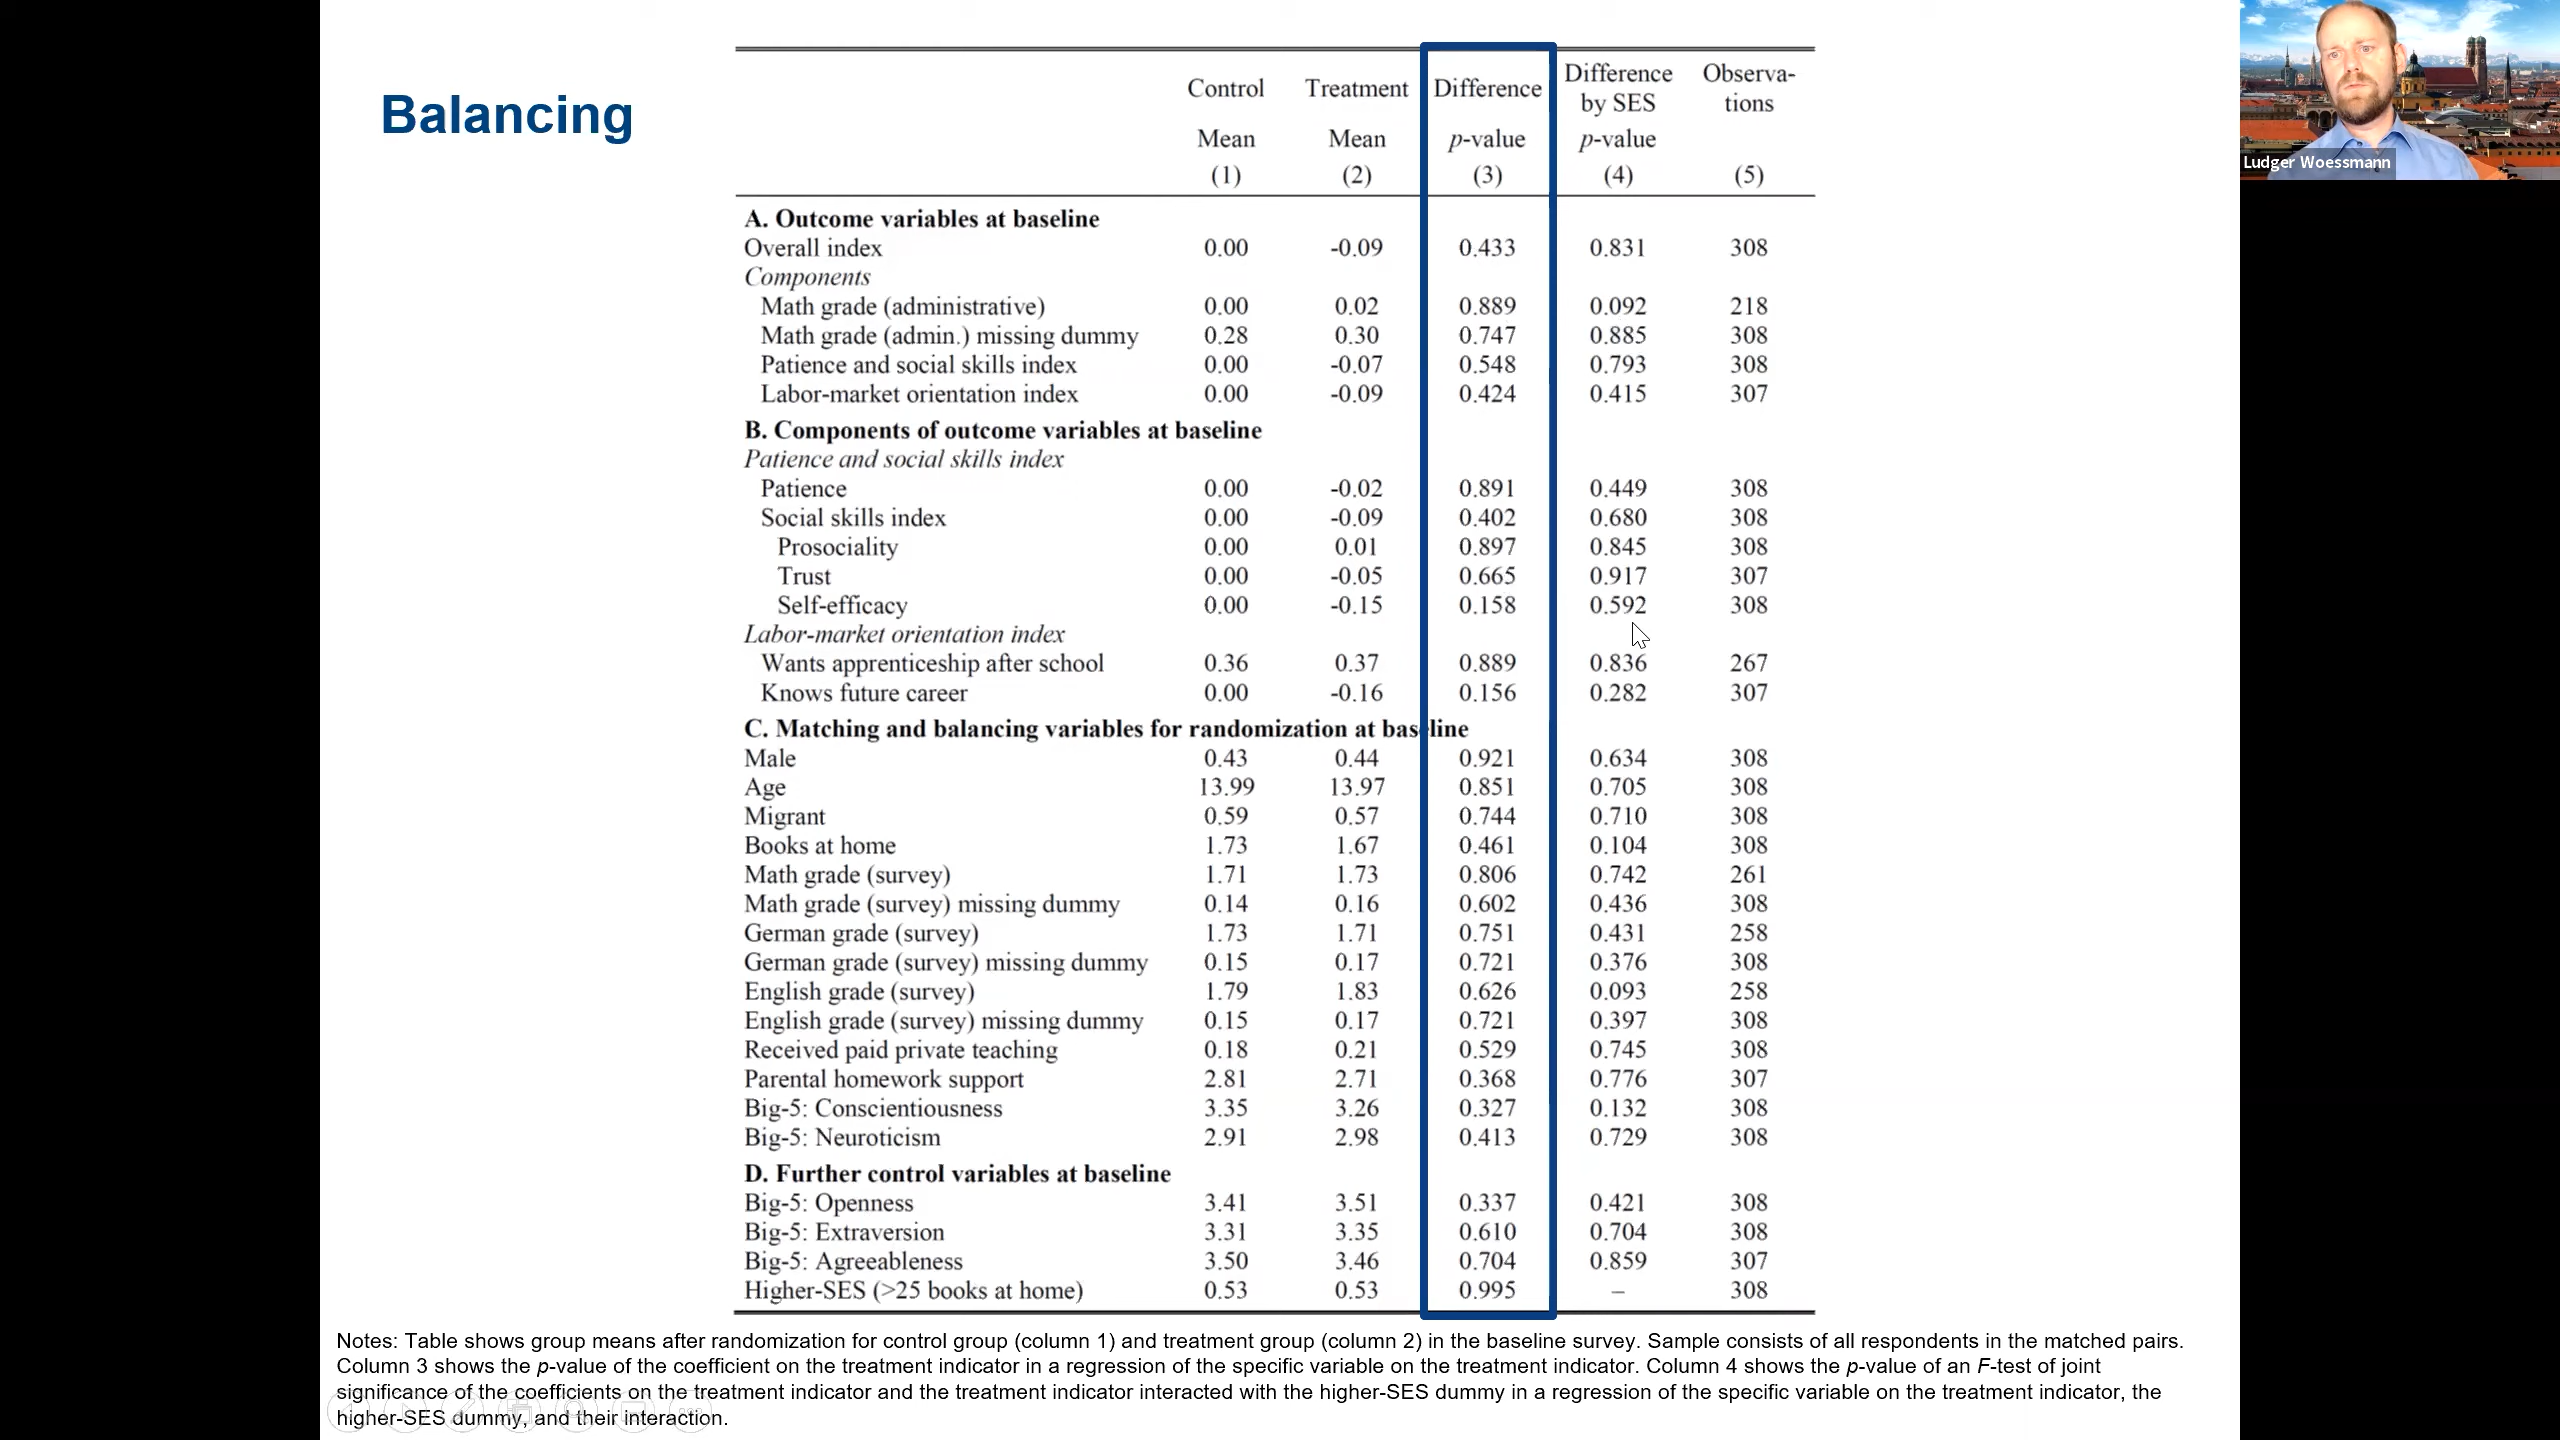 Balancing
Control Treatment Difference Difference by SES Observa-tions
Mean Mean p-value p-value
(1) (2) (3) (4) (5)
A. Outcome variables at baseline
Overall index 0.00 -0.09 0.433 0.831 308
Components
Math grade (administrative) 0.00 0.02 0.889 0.092 218
Math grade (admin.) missing dummy 0.28 0.30 0.747 0.885 308
Patience and social skills index 0.00 -0.07 0.548 0.793 308
Labor-market orientation index 0.00 -0.09 0.424 0.415 307
B. Components of outcome variables at baseline
Patience and social skills index
Patience 0.00 -0.02 0.891 0.449 308
Social skills index 0.00 -0.09 0.402 0.680 308
Prosociality 0.00 0.01 0.897 0.845 308
Trust 0.00 -0.05 0.665 0.917 307
Self-efficacy 0.00 -0.15 0.158 0.592 308
Labor-market orientation index
Wants apprenticeship after school 0.36 0.37 0.889 0.836 267
Knows future career 0.00 -0.16 0.156 0.282 307
C. Matching and balancing variables for randomization at baseline
Male 0.43 0.44 0.921 0.634 308
Age 13.99 13.97 0.851 0.705 308
Migrant 0.59 0.57 0.744 0.710 308
Books at home 1.73 1.67 0.461 0.104 308
Math grade (survey) 1.71 1.73 0.806 0.742 261
Math grade (survey) missing dummy 0.14 0.16 0.602 0.436 308
German grade (survey) 1.73 1.71 0.751 0.431 258
German grade (survey) missing dummy 0.15 0.17 0.721 0.376 308
English grade (survey) 1.79 1.83 0.626 0.093 258
English grade (survey) missing dummy 0.15 0.17 0.721 0.397 308
Received paid private teaching 0.18 0.21 0.529 0.745 308
Parental homework support 2.81 2.71 0.368 0.776 307
Big-5: Conscientiousness 3.35 3.26 0.327 0.132 308
Big-5: Neuroticism 2.91 2.98 0.413 0.729 308
D. Further control variables at baseline
Big-5: Openness 3.41 3.51 0.337 0.421 308
Big-5: Extraversion 3.31 3.35 0.610 0.704 308
Big-5: Agreeableness 3.50 3.46 0.704 0.859 307
Higher-SES (>25 books at home) 0.53 0.53 0.995 – 308
Notes: Table shows group means after randomization for control group (column 1) and treatment group (column 2) in the baseline survey. Sample consists of all respondents in the matched pairs.
Column 3 shows the p-value of the coefficient on the treatment indicator in a regression of the specific variable on the treatment indicator. Column 4 shows the p-value of an F-test of joint
significance of the coefficients on the treatment indicator and the treatment indicator interacted with the higher-SES dummy in a regression of the specific variable on the treatment indicator, the
higher-SES dummy, and their interaction.
Ludger Woessmann